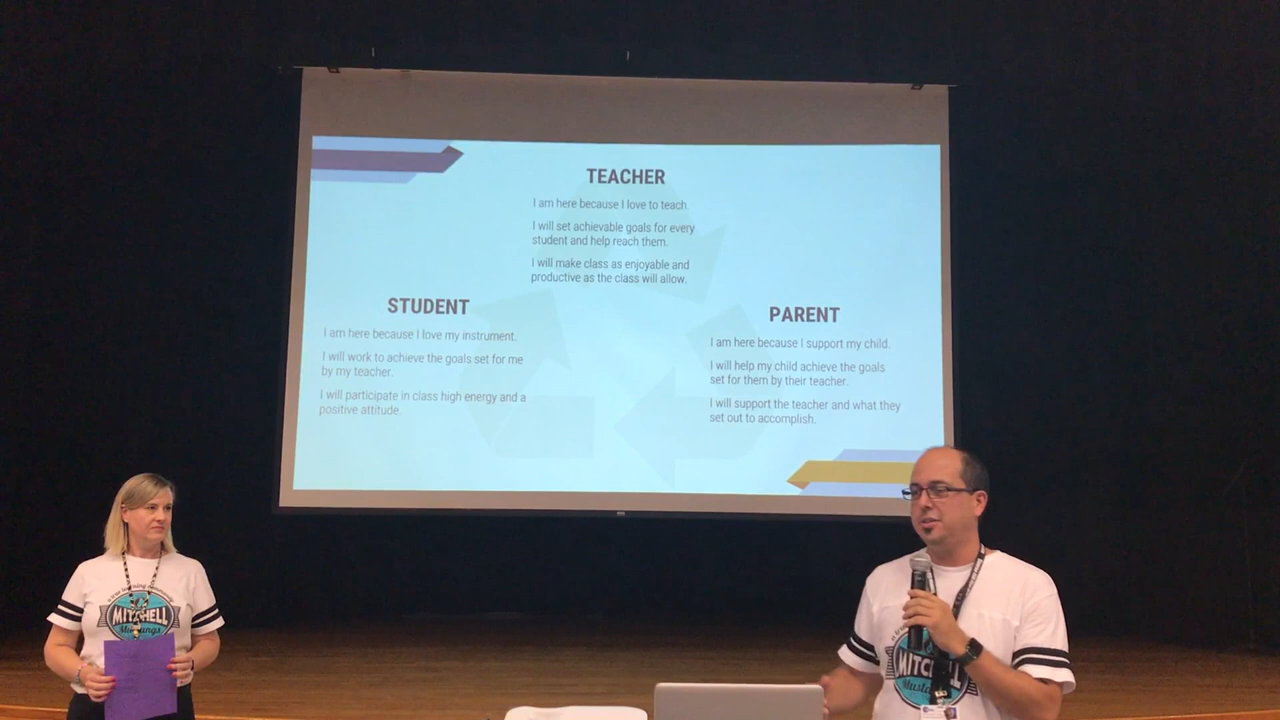 TEACHER
I am here because I love to teach.
I will set achievable goals for every
student and help reach them.
I will make class as enjoyable and
productive as the class will allow.
STUDENT
I am here because I love my instrument.
I will work to achieve the goals set for me
by my teacher.
I will participate in class high energy and a
positive attitude.
PARENT
I am here because I support my child.
I will help my child achieve the goals
set for them by their teacher.
I will support the teacher and what they
set out to accomplish.
MITCHELL
Mustangs
MITCHELL